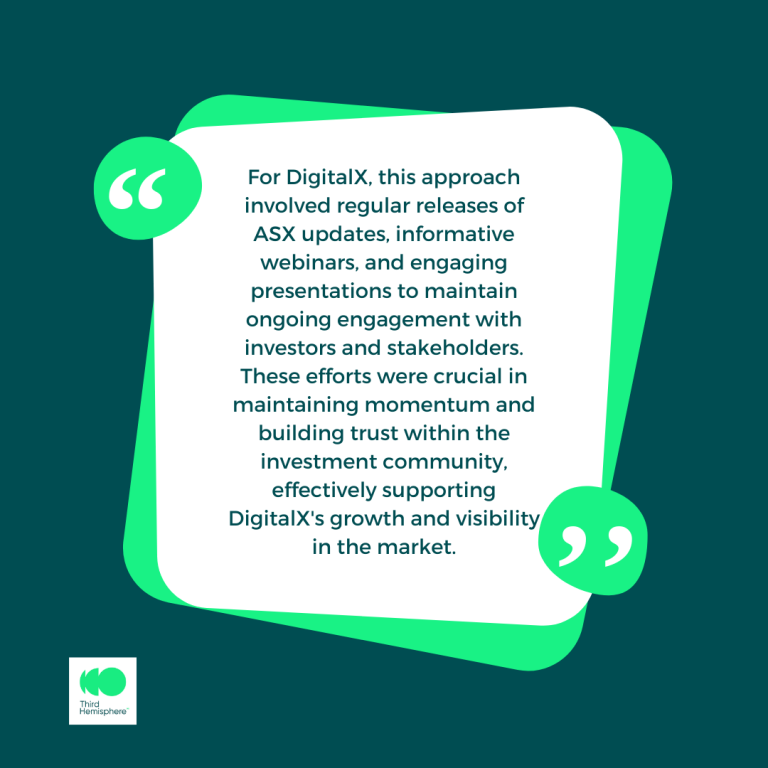 “
For DigitalX, this approach
involved regular releases of
ASX updates, informative
webinars, and engaging
presentations to maintain
ongoing engagement with
investors and stakeholders.
These efforts were crucial in
maintaining momentum and
building trust within the
investment community,
effectively supporting
DigitalX's growth and visibility
in the market.
”
Third
Hemisphere™